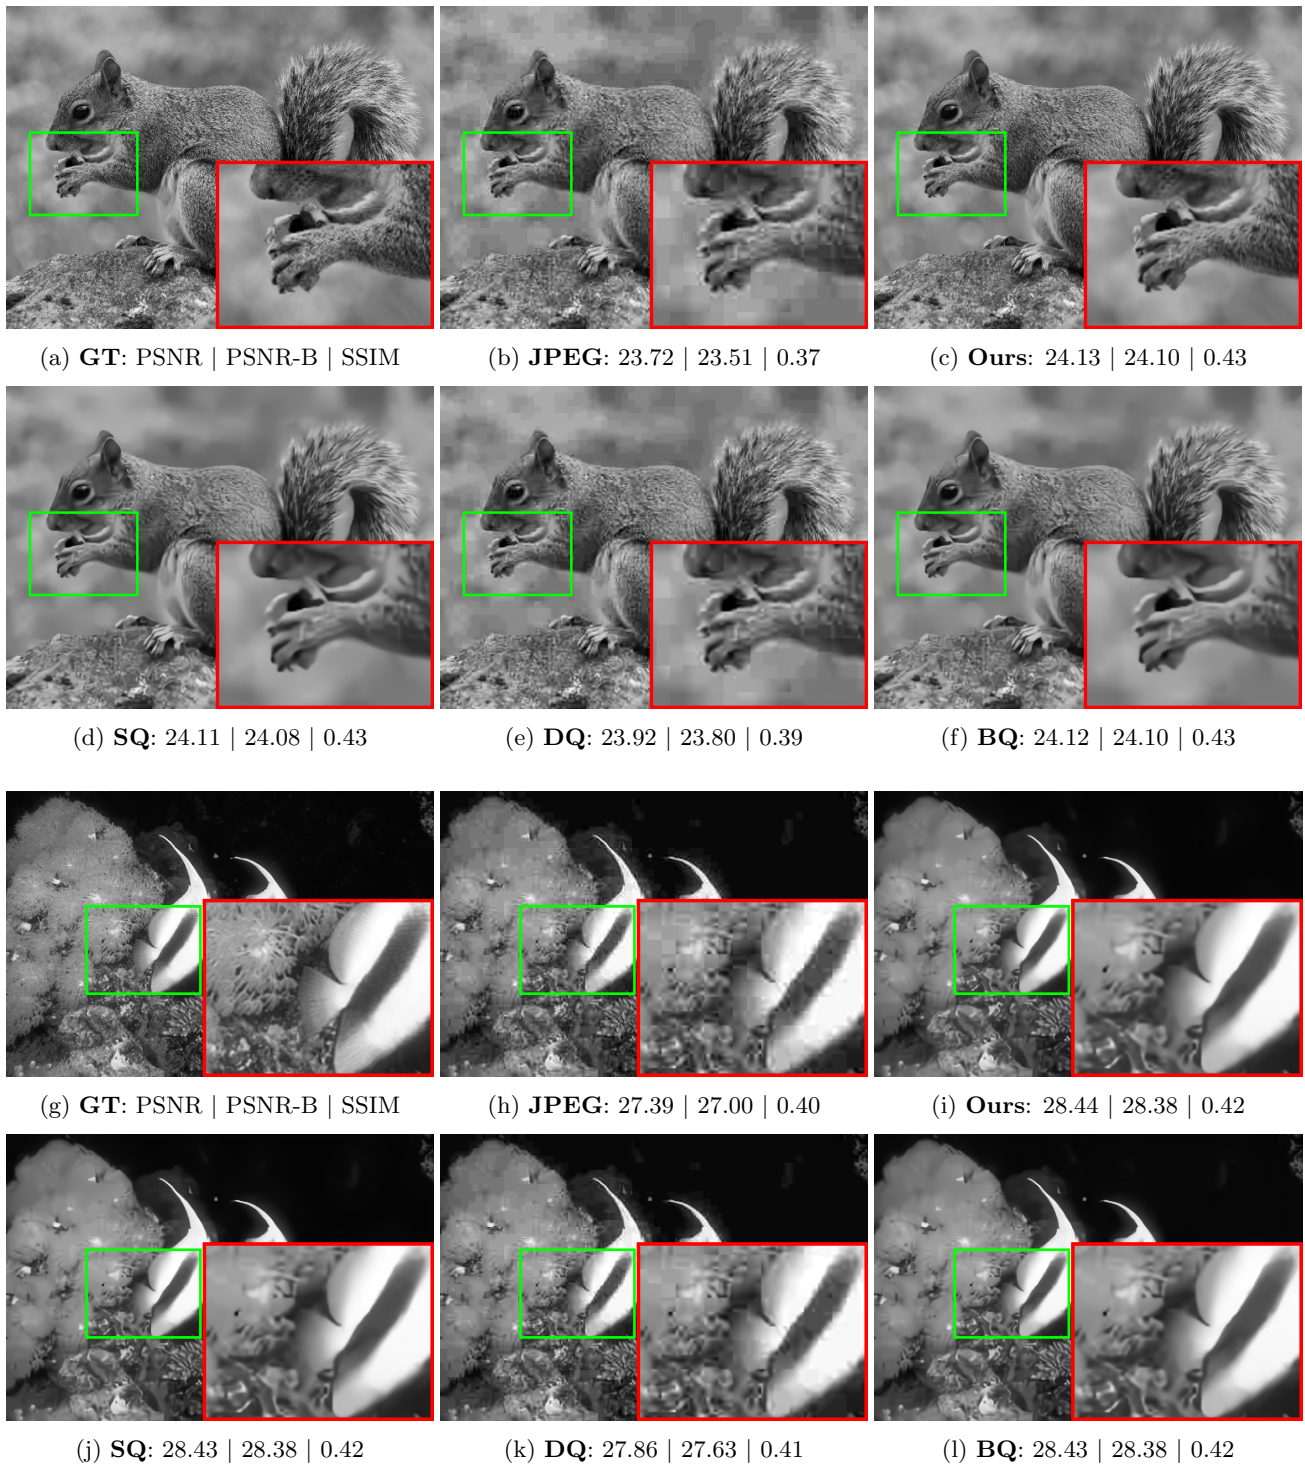 (a) GT: PSNR | PSNR-B | SSIM
(b) JPEG: 23.72 | 23.51 | 0.37
(c) Ours: 24.13 | 24.10 | 0.43
(d) SQ: 24.11 | 24.08 | 0.43
(e) DQ: 23.92 | 23.80 | 0.39
(f) BQ: 24.12 | 24.10 | 0.43
(g) GT: PSNR | PSNR-B | SSIM
(h) JPEG: 27.39 | 27.00 | 0.40
(i) Ours: 28.44 | 28.38 | 0.42
(j) SQ: 28.43 | 28.38 | 0.42
(k) DQ: 27.86 | 27.63 | 0.41
(l) BQ: 28.43 | 28.38 | 0.42